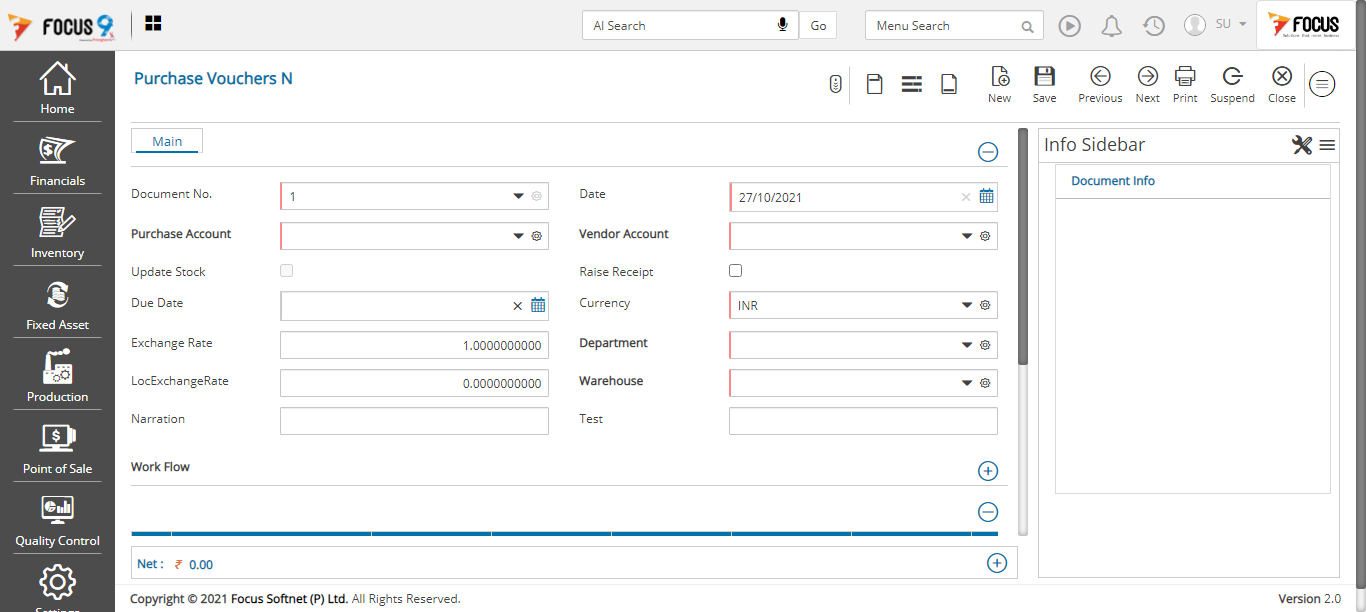 FOCUS 9
AI Search
Go
Menu Search
SU
FOCUS
Home
Financials
Inventory
Fixed Asset
Production
Point of Sale
Quality Control
Settings
Purchase Vouchers N
New
Save
Previous
Next
Print
Suspend
Close
Main
Document No.
1
Date
27/10/2021
Purchase Account
Vendor Account
Update Stock
Raise Receipt
Due Date
Currency
INR
Exchange Rate
1.0000000000
Department
LocExchangeRate
0.0000000000
Warehouse
Narration
Test
Work Flow
Net : ₹ 0.00
Info Sidebar
Document Info
Copyright © 2021 Focus Softnet (P) Ltd. All Rights Reserved.
Version 2.0